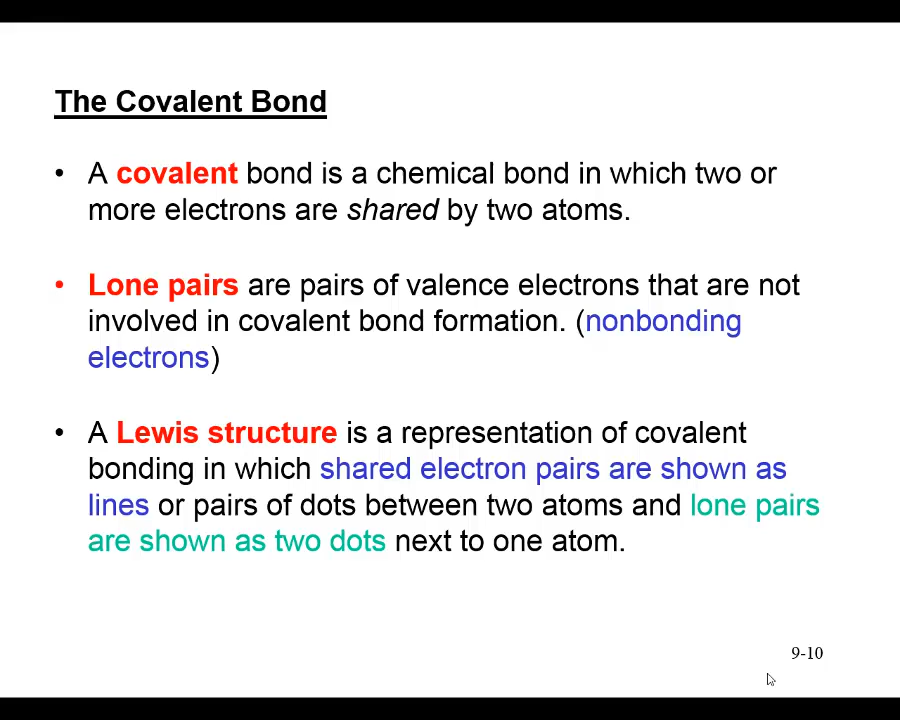 The Covalent Bond
• A covalent bond is a chemical bond in which two or
more electrons are shared by two atoms.
• Lone pairs are pairs of valence electrons that are not
involved in covalent bond formation. (nonbonding
electrons)
• A Lewis structure is a representation of covalent
bonding in which shared electron pairs are shown as
lines or pairs of dots between two atoms and lone pairs
are shown as two dots next to one atom.
9-10